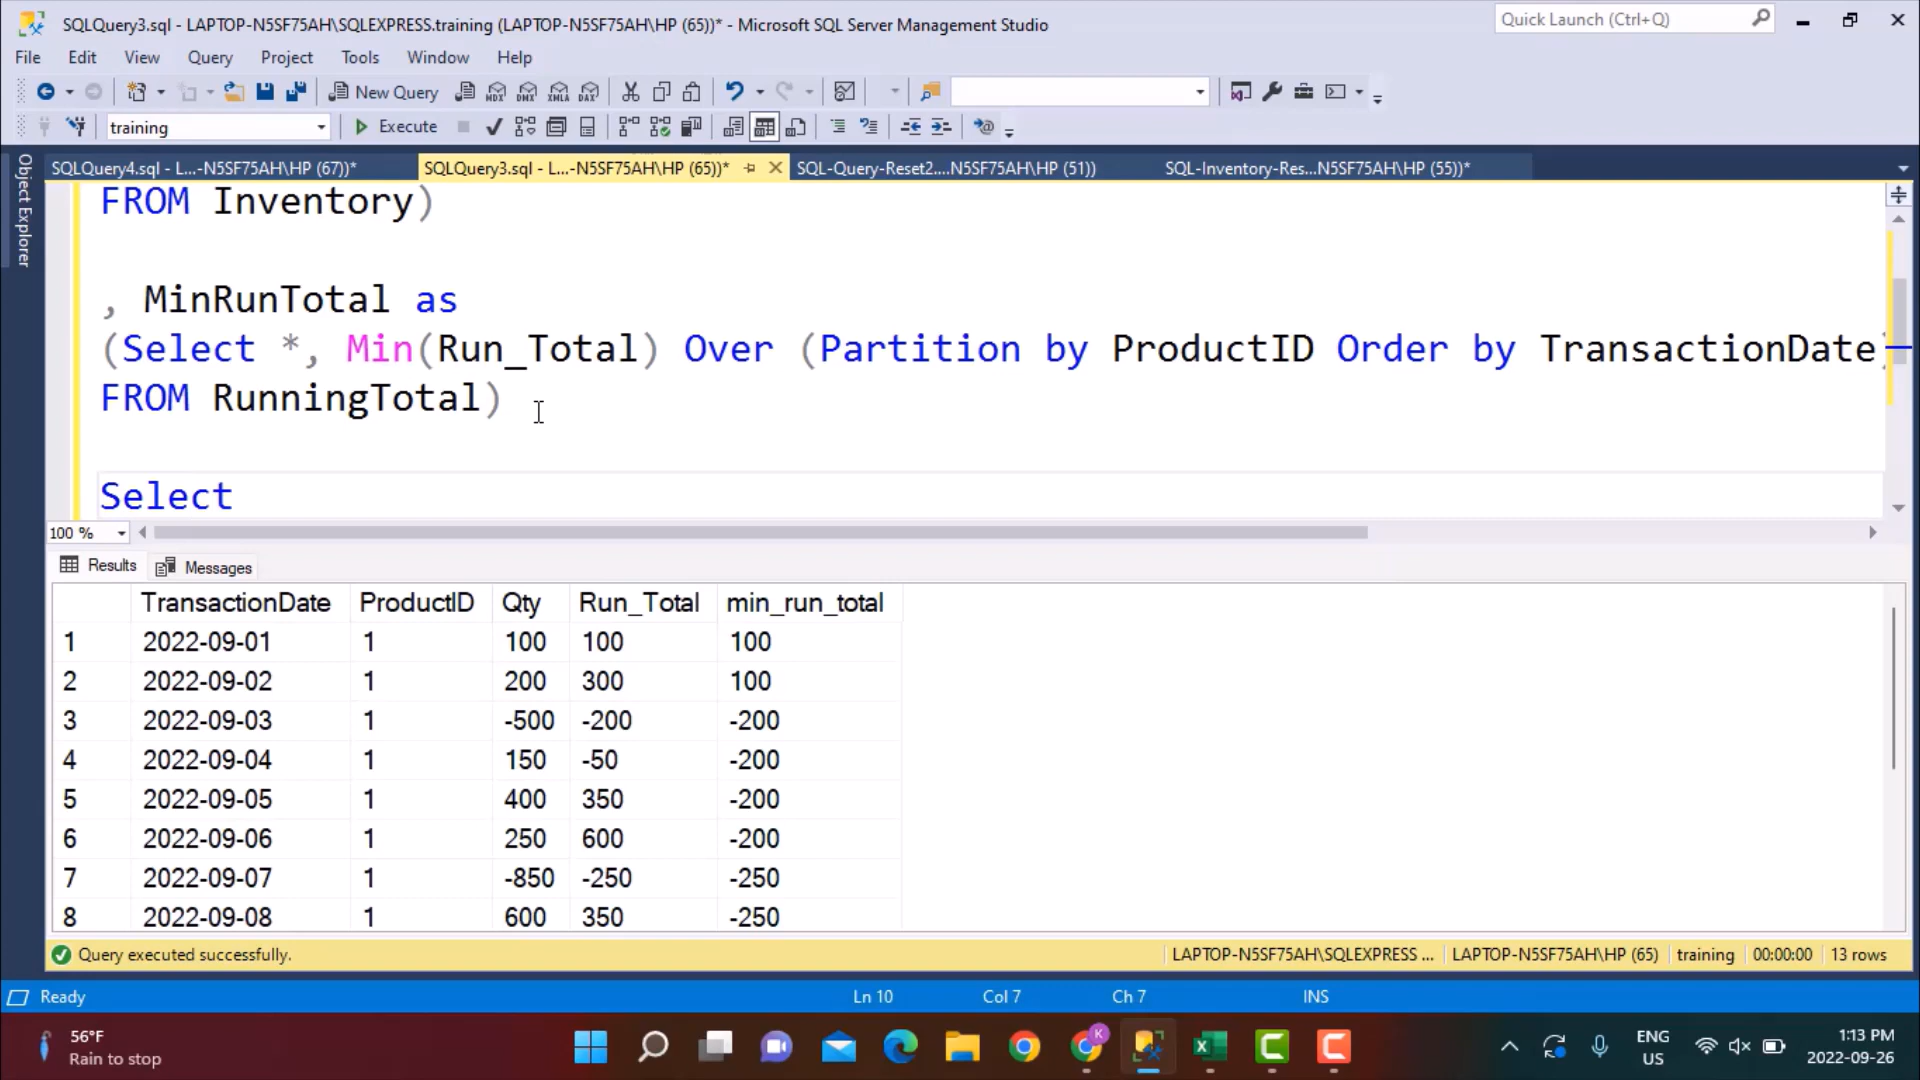 SQLQuery3.sql - LAPTOP-N5SF75AH\SQLEXPRESS.training (LAPTOP-N5SF75AH\HP (65))* - Microsoft SQL Server Management Studio
Quick Launch (Ctrl+Q)
File Edit View Query Project Tools Window Help
New Query
training Execute
SQLQuery4.sql - L...-N5SF75AH\HP (67))* SQLQuery3.sql - L...-N5SF75AH\HP (65))* SQL-Query-Reset2....N5SF75AH\HP (51)) SQL-Inventory-Res...N5SF75AH\HP (55))*
Object Explorer
FROM Inventory)
, MinRunTotal as
(Select *, Min(Run_Total) Over (Partition by ProductID Order by TransactionDate)
FROM RunningTotal)
Select
100 %
Results Messages
TransactionDate ProductID Qty Run_Total min_run_total
1 2022-09-01 1 100 100 100
2 2022-09-02 1 200 300 100
3 2022-09-03 1 -500 -200 -200
4 2022-09-04 1 150 -50 -200
5 2022-09-05 1 400 350 -200
6 2022-09-06 1 250 600 -200
7 2022-09-07 1 -850 -250 -250
8 2022-09-08 1 600 350 -250
Query executed successfully. LAPTOP-N5SF75AH\SQLEXPRESS ... LAPTOP-N5SF75AH\HP (65) training 00:00:00 13 rows
Ready Ln 10 Col 7 Ch 7 INS
56°F
Rain to stop
K
ENG
US
1:13 PM
2022-09-26